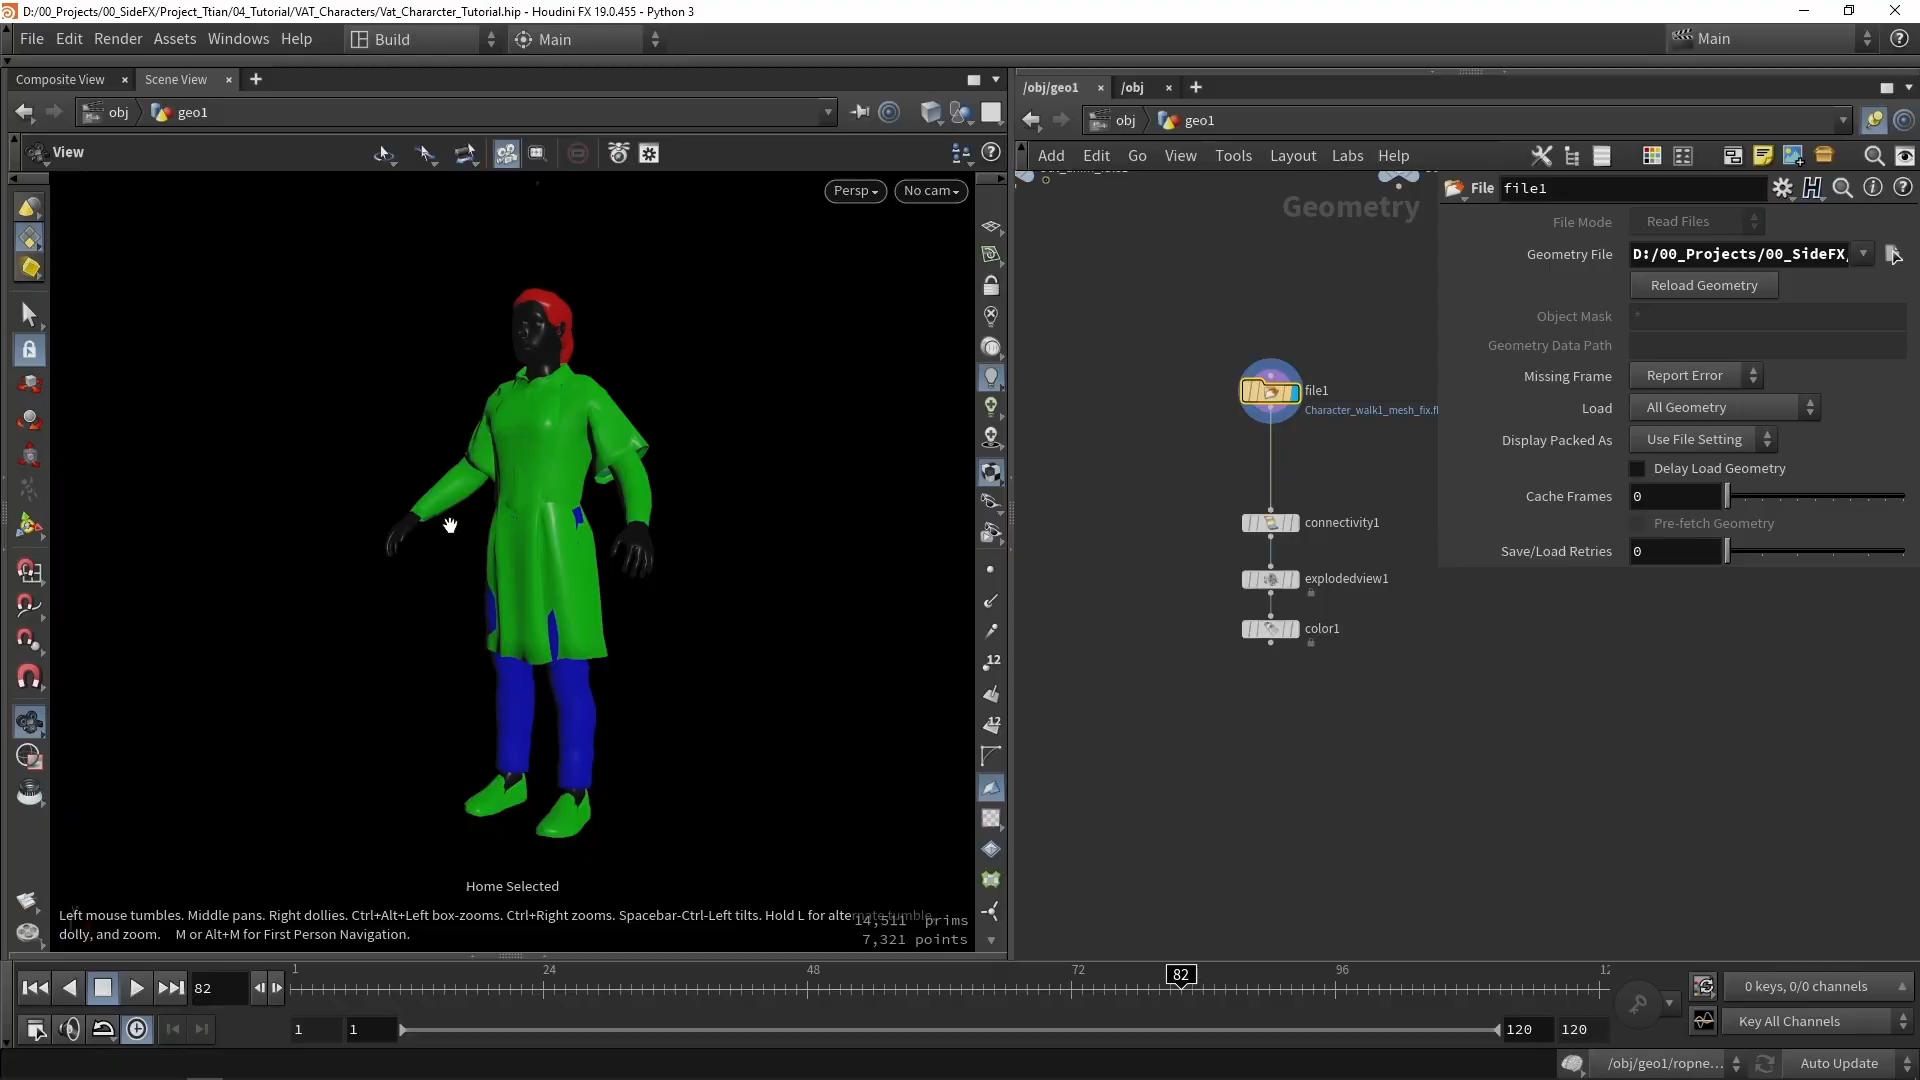 D:/00_Projects/00_SideFX/Project_Ttian/04_Tutorial/VAT_Characters/Vat_Chararcter_Tutorial.hip - Houdini FX 19.0.455 - Python 3
File Edit Render Assets Windows Help Build Main Main
Composite View Scene View
obj geo1
View
Persp No cam
Home Selected
Left mouse tumbles. Middle pans. Right dollies. Ctrl+Alt+Left box-zooms. Ctrl+Right zooms. Spacebar-Ctrl-Left tilts. Hold L for alternate tumble,
dolly, and zoom. M or Alt+M for First Person Navigation.
14,511 prims
7,321 points
12
12
/obj/geo1 /obj
obj geo1
Add Edit Go View Tools Layout Labs Help
Geometry
file1
Character_walk1_mesh_fix.f
connectivity1
explodedview1
color1
File file1
File Mode Read Files
Geometry File D:/00_Projects/00_SideFX/
Reload Geometry
Object Mask *
Geometry Data Path
Missing Frame Report Error
Load All Geometry
Display Packed As Use File Setting
Delay Load Geometry
Cache Frames 0
Pre-fetch Geometry
Save/Load Retries 0
82 1 24 48 72 82 96 12
1 1 120 120
0 keys, 0/0 channels
Key All Channels
/obj/geo1/ropne... Auto Update